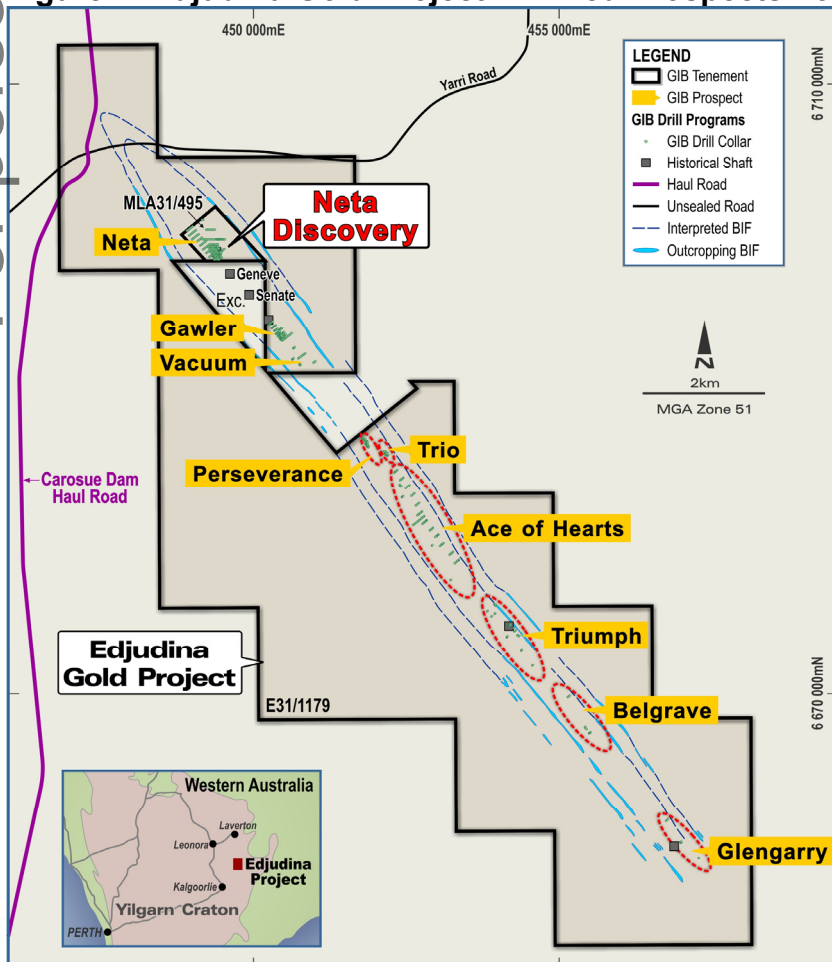 450 000mE
455 000mE
6 710 000mN
Yarri Road
LEGEND
GIB Tenement
GIB Prospect
GIB Drill Programs
GIB Drill Collar
Historical Shaft
Haul Road
Unsealed Road
Interpreted BIF
Outcropping BIF
MLA31/495
Neta
Discovery
Neta
Geneve
Senate
Exc.
Gawler
Vacuum
N
2km
MGA Zone 51
Trio
Perseverance
Carosue Dam
Haul Road
Ace of Hearts
Triumph
Edjudina
Gold Project
E31/1179
Belgrave
6 670 000mN
Glengarry
Western Australia
Laverton
Leonora
Edjudina
Project
Kalgoorlie
Yilgarn Craton
PERTH